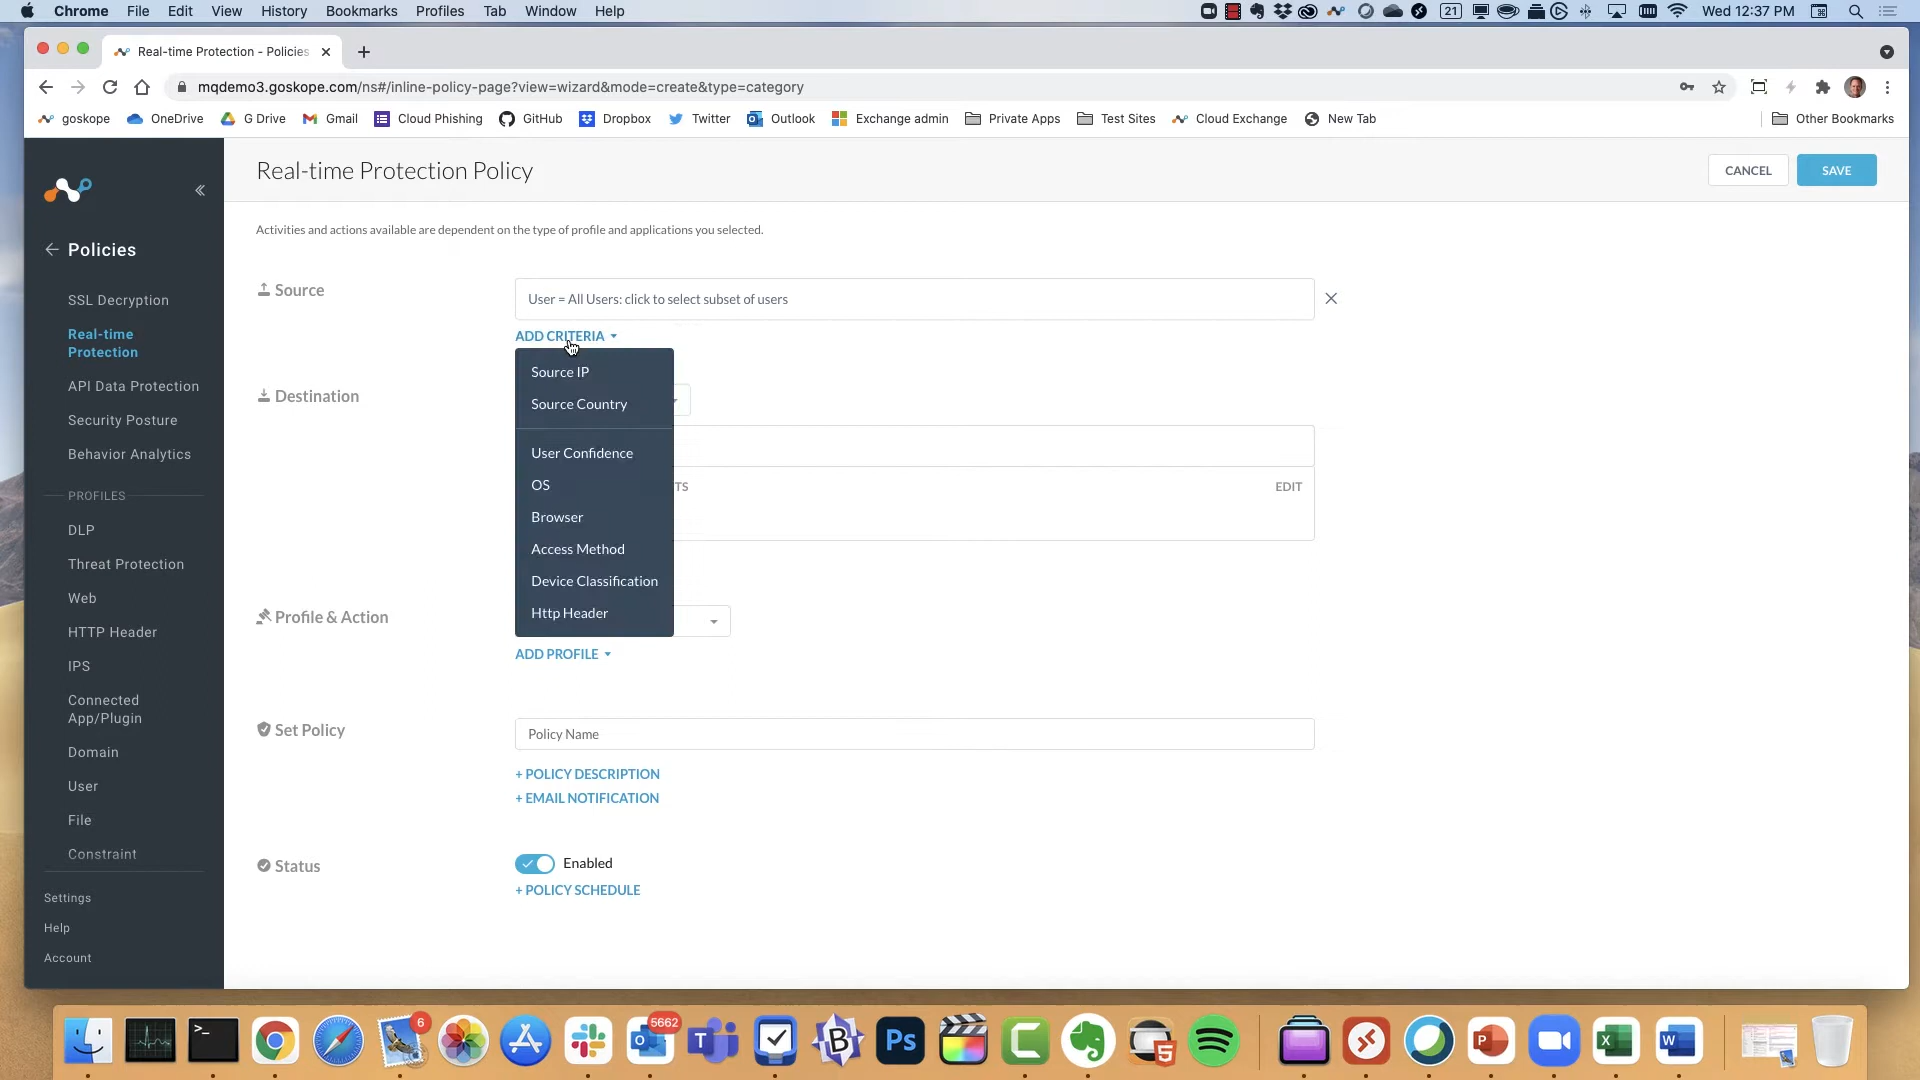 Chrome File Edit View History Bookmarks Profiles Tab Window Help
21
Wed 12:37 PM
Real-time Protection - Policies
mqdemo3.goskope.com/ns#/inline-policy-page?view=wizard&mode=create&type=category
goskope OneDrive G Drive Gmail Cloud Phishing GitHub Dropbox Twitter Outlook Exchange admin Private Apps Test Sites Cloud Exchange New Tab Other Bookmarks
Real-time Protection Policy
CANCEL
SAVE
Policies
SSL Decryption
Real-time
Protection
API Data Protection
Security Posture
Behavior Analytics
PROFILES
DLP
Threat Protection
Web
HTTP Header
IPS
Connected
App/Plugin
Domain
User
File
Constraint
Settings
Help
Account
Activities and actions available are dependent on the type of profile and applications you selected.
Source
User = All Users: click to select subset of users
ADD CRITERIA
Source IP
Source Country
User Confidence
OS
Browser
Access Method
Device Classification
Http Header
Destination
TS
EDIT
Profile & Action
ADD PROFILE
Set Policy
Policy Name
+ POLICY DESCRIPTION
+ EMAIL NOTIFICATION
Status
Enabled
+ POLICY SCHEDULE
6
5662
Ps
5
P
X
W